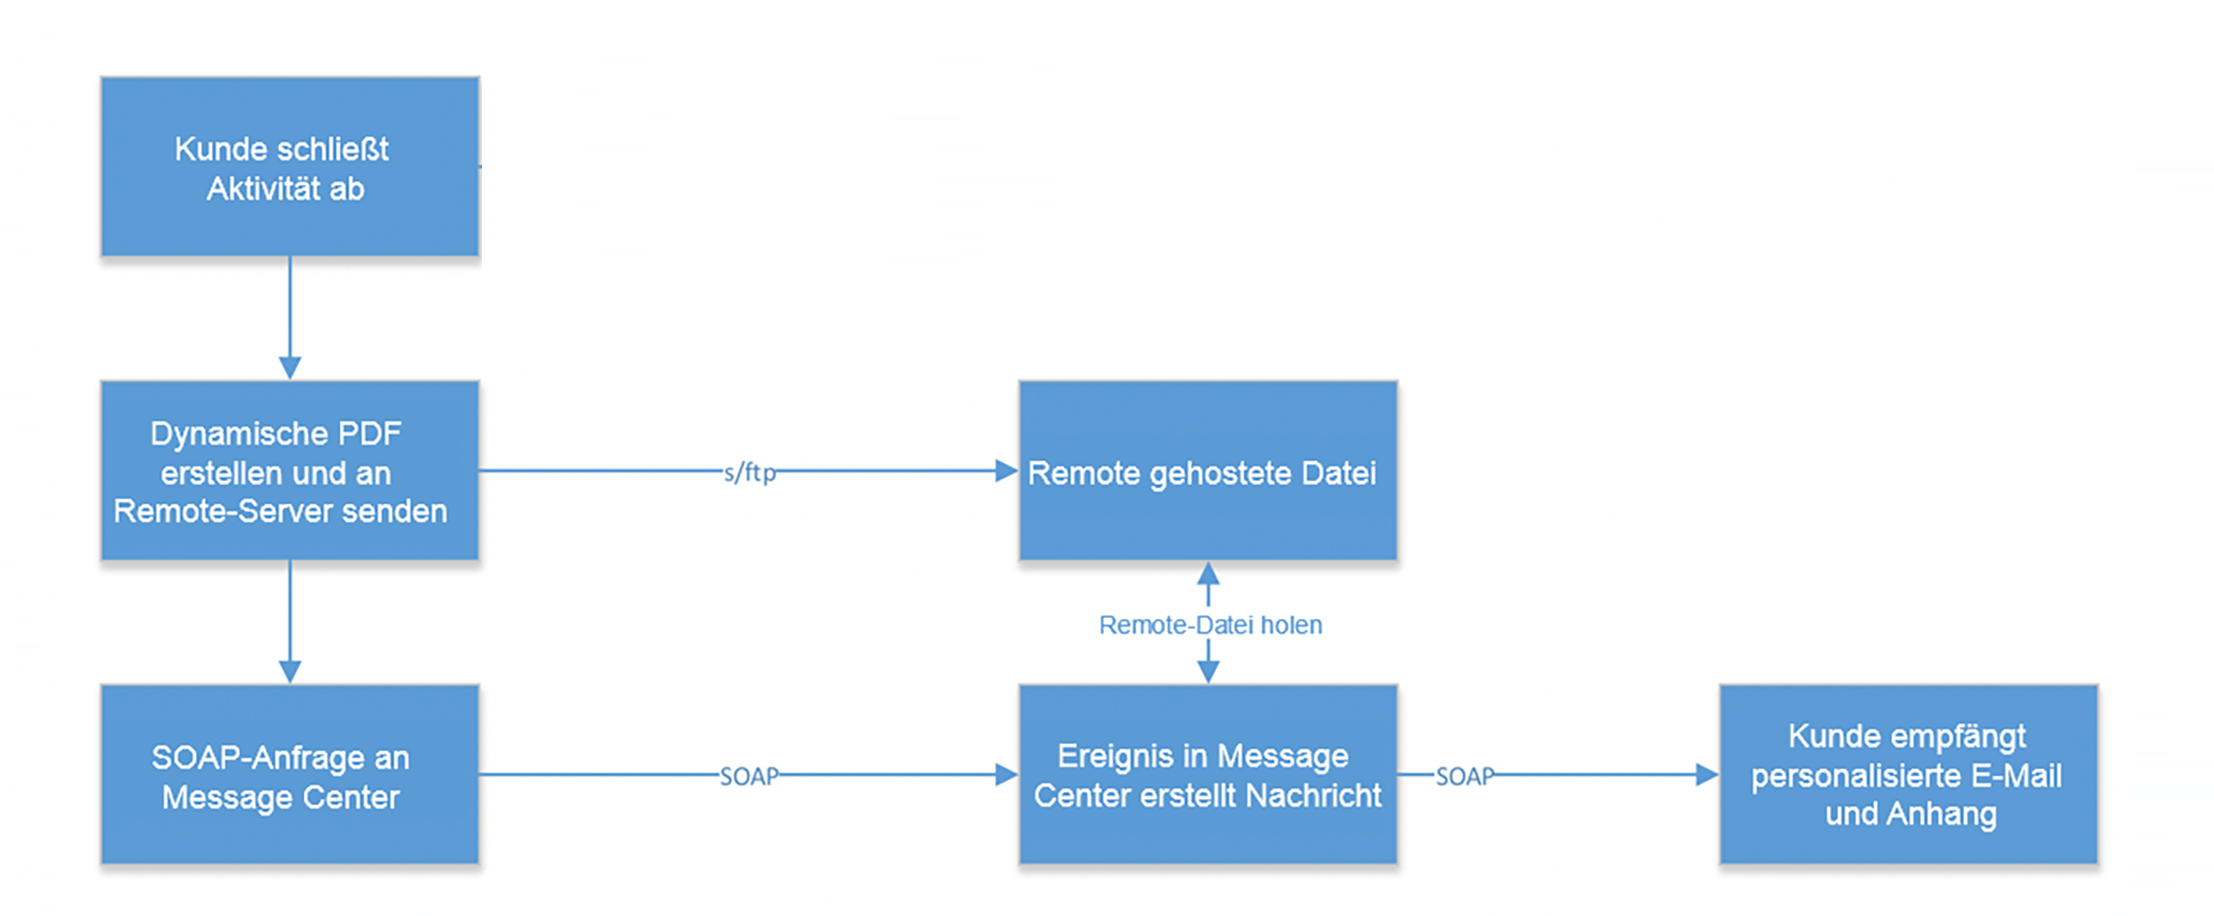 Kunde schließt
Aktivität ab
Dynamische PDF
erstellen und an
Remote-Server senden
s/ftp
Remote gehostete Datei
Remote-Datei holen
SOAP-Anfrage an
Message Center
SOAP
Ereignis in Message
Center erstellt Nachricht
SOAP
Kunde empfängt
personalisierte E-Mail
und Anhang